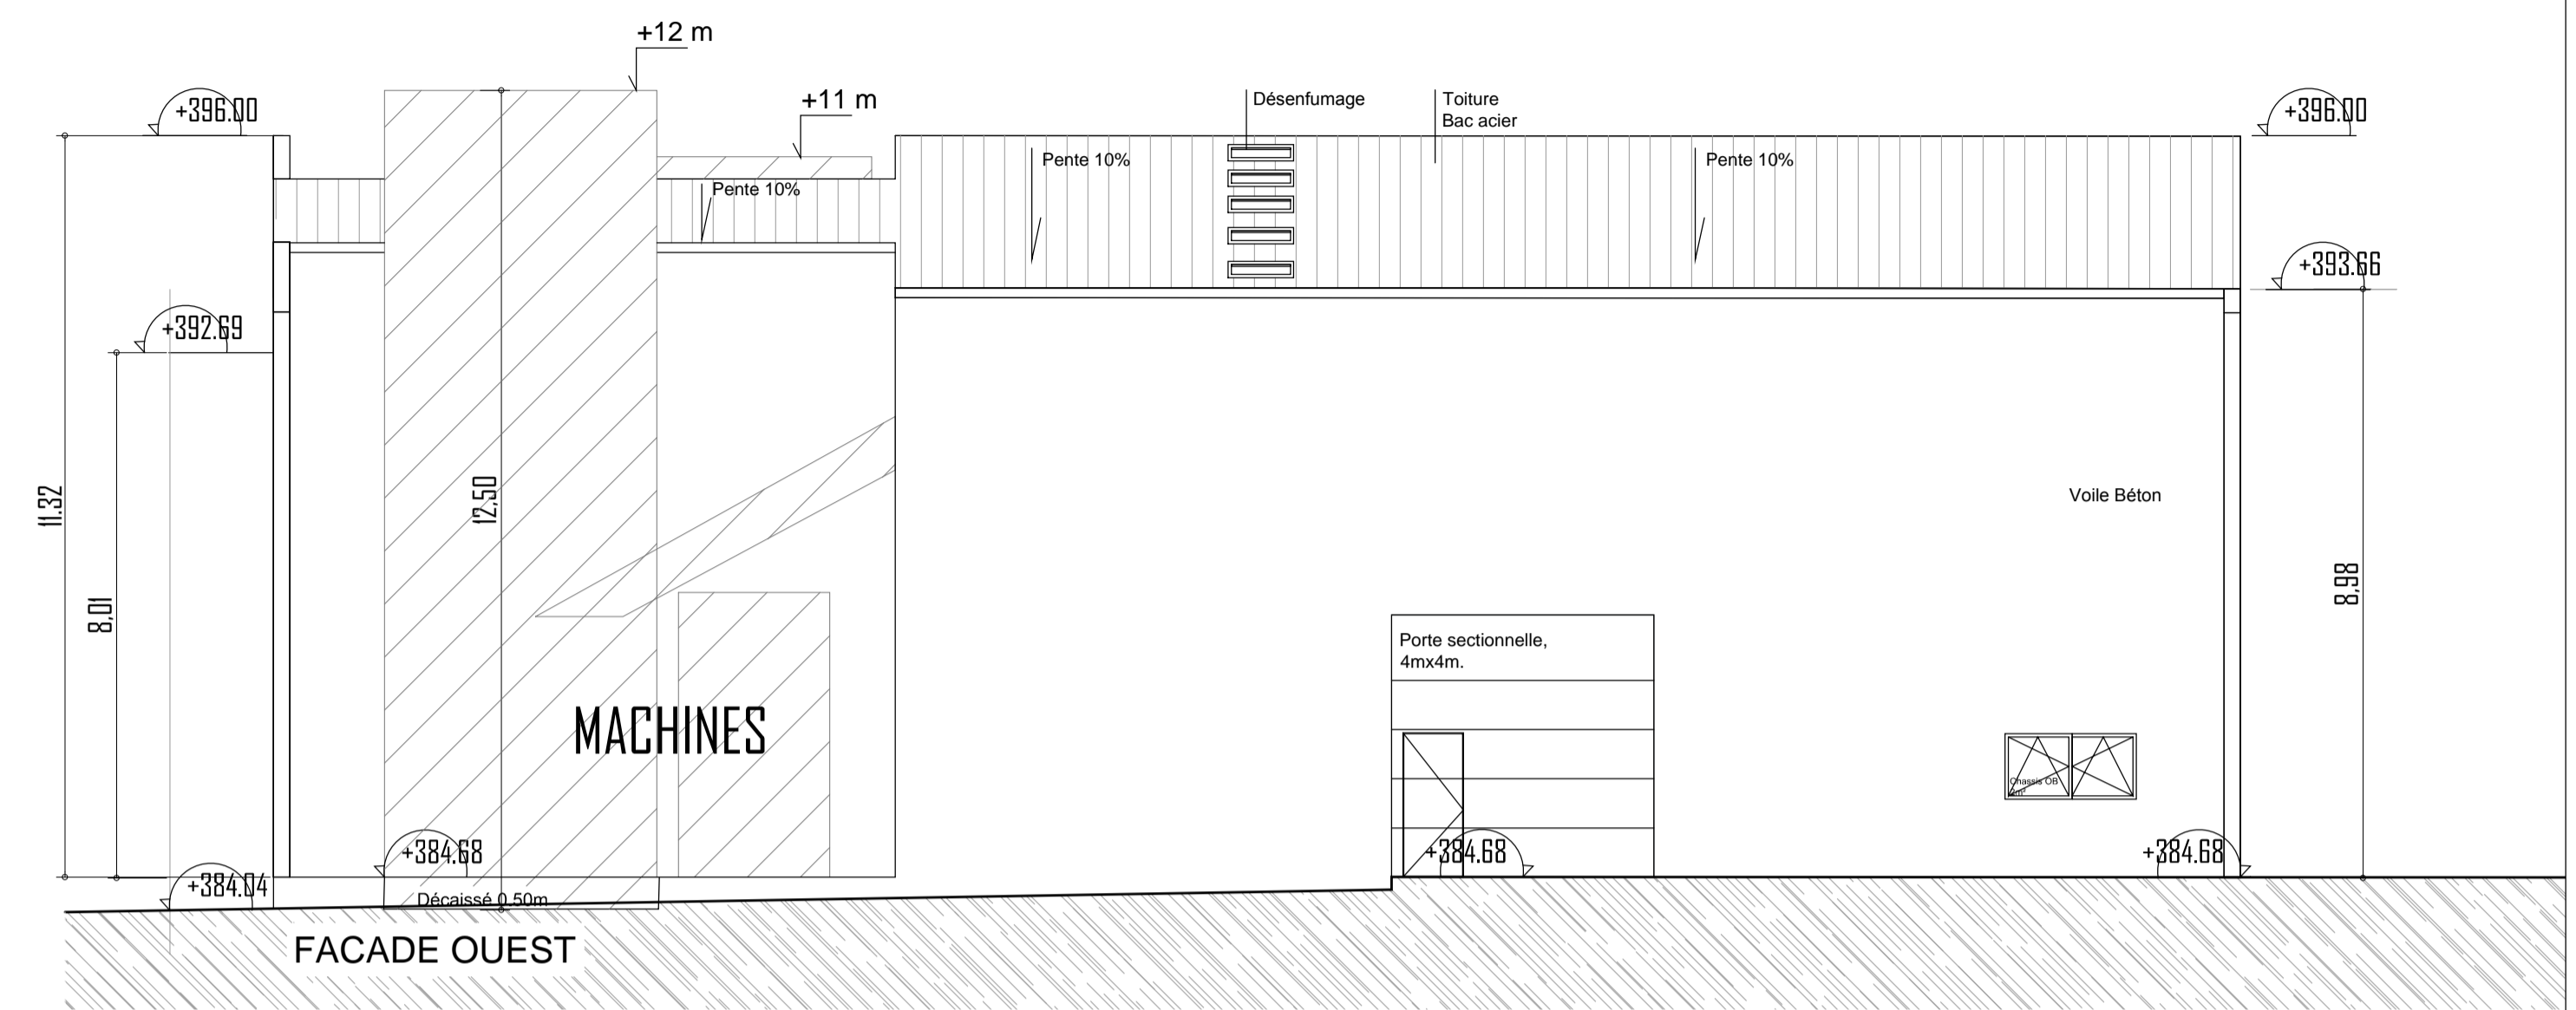 +12 m
+11 m
+396.00
Désenfumage
Toiture
Bac acier
+396.00
Pente 10%
Pente 10%
Pente 10%
+393.66
+392.69
11.32
12,50
8,01
Voile Béton
8,98
Porte sectionnelle,
4mx4m.
MACHINES
Chassis OB
+384.68
+384.68
+384.68
+384.04
Décaissé 0.50m
FACADE OUEST